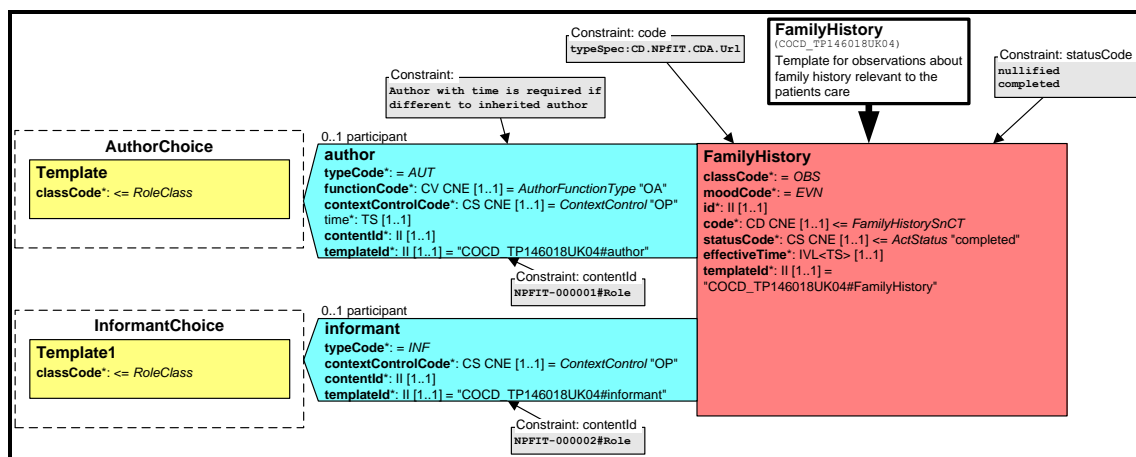 Constraint: code
typeSpec:CD.NPfIT.CDA.Url
FamilyHistory
(COCD_TP146018UK04)
Template for observations about
family history relevant to the
patients care
Constraint: statusCode
nullified
completed
Constraint:
Author with time is required if
different to inherited author
AuthorChoice
Template
classCode*: <= RoleClass
0..1 participant
author
typeCode*: = AUT
functionCode*: CV CNE [1..1] = AuthorFunctionType "OA"
contextControlCode*: CS CNE [1..1] = ContextControl "OP"
time*: TS [1..1]
contentId*: II [1..1]
templateId*: II [1..1] = "COCD_TP146018UK04#author"
Constraint: contentId
NPFIT-000001#Role
FamilyHistory
classCode*: = OBS
moodCode*: = EVN
id*: II [1..1]
code*: CD CNE [1..1] <= FamilyHistorySnCT
statusCode*: CS CNE [1..1] <= ActStatus "completed"
effectiveTime*: IVL<TS> [1..1]
templateId*: II [1..1] =
"COCD_TP146018UK04#FamilyHistory"
InformantChoice
Template1
classCode*: <= RoleClass
0..1 participant
informant
typeCode*: = INF
contextControlCode*: CS CNE [1..1] = ContextControl "OP"
contentId*: II [1..1]
templateId*: II [1..1] = "COCD_TP146018UK04#informant"
Constraint: contentId
NPFIT-000002#Role